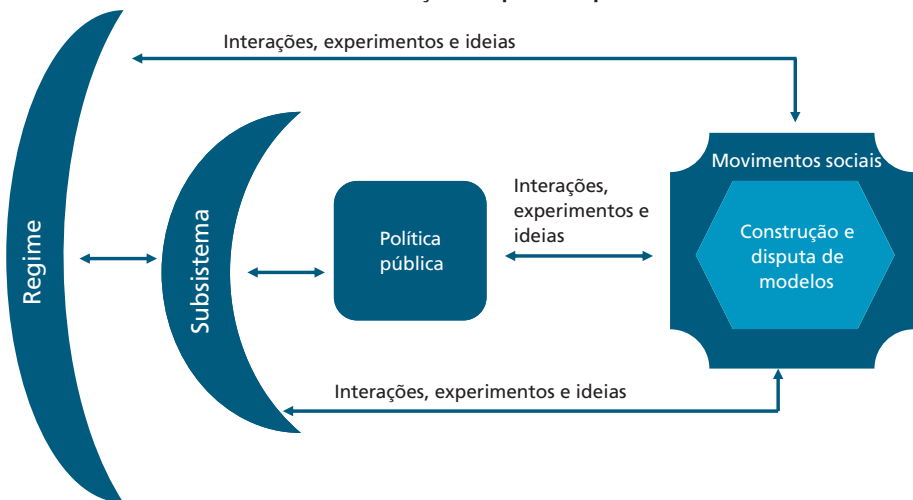 Interações, experimentos e ideias
Movimentos sociais
Interações,
experimentos e
ideias
Construção e
disputa de
modelos
Política
pública
Regime
Subsistema
Interações, experimentos e ideias